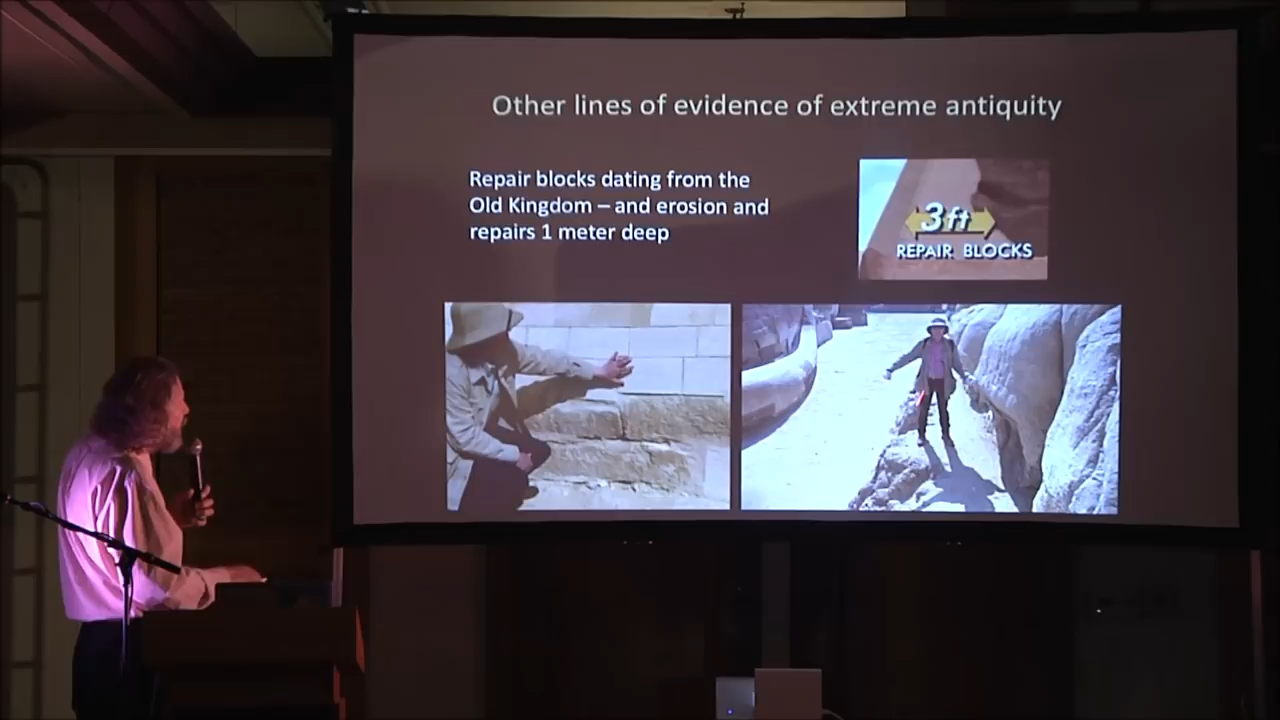 Other lines of evidence of extreme antiquity
Repair blocks dating from the
Old Kingdom – and erosion and
repairs 1 meter deep
3ft
REPAIR BLOCKS